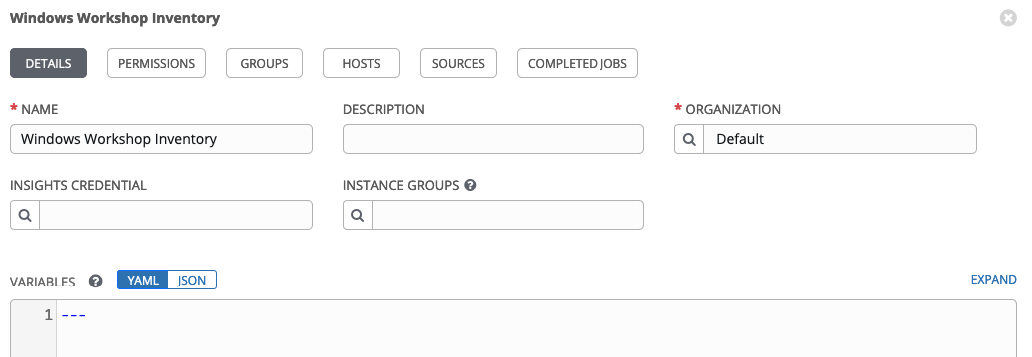 Windows Workshop Inventory
DETAILS PERMISSIONS GROUPS HOSTS SOURCES COMPLETED JOBS
* NAME DESCRIPTION * ORGANIZATION
Windows Workshop Inventory Default
INSIGHTS CREDENTIAL INSTANCE GROUPS ?
VARIABLES ? YAML JSON EXPAND
1 ---